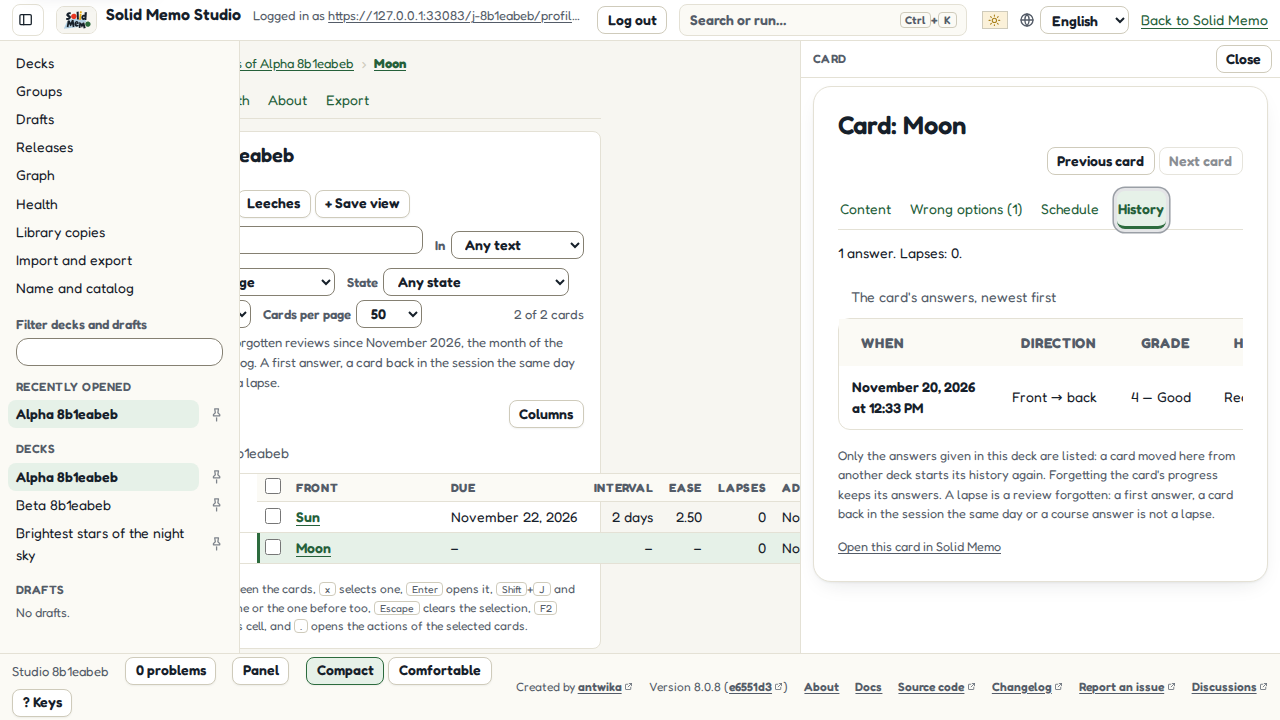 Solid Memo Studio
Logged in as https://127.0.0.1:33083/j-8b1eabeb/profil...
Log out
Search or run...
Ctrl+K
English
Back to Solid Memo
Decks
Groups
Drafts
Releases
Graph
Health
Library copies
Import and export
Name and catalog
Filter decks and drafts
RECENTLY OPENED
Alpha 8b1eabeb
DECKS
Alpha 8b1eabeb
Beta 8b1eabeb
Brightest stars of the night
sky
DRAFTS
No drafts.
s of Alpha 8b1eabeb › Moon
About
Export
eabeb
Leeches
+ Save view
In
Any text
ge
State
Any state
Cards per page
50
2 of 2 cards
orgotten reviews since November 2026, the month of the
og. A first answer, a card back in the session the same day
a lapse.
Columns
b1eabeb
FRONT
DUE
INTERVAL
EASE
LAPSES
AD
Sun
November 22, 2026
2 days
2.50
0
No
Moon
–
–
–
0
No
een the cards, x selects one, Enter opens it, Shift+J and
ne or the one before too, Escape clears the selection, F2
s cell, and . opens the actions of the selected cards.
CARD
Close
Card: Moon
Previous card
Next card
Content
Wrong options (1)
Schedule
History
1 answer. Lapses: 0.
The card's answers, newest first
WHEN
DIRECTION
GRADE
H
November 20, 2026
at 12:33 PM
Front → back
4 – Good
Rec
Only the answers given in this deck are listed: a card moved here from
another deck starts its history again. Forgetting the card's progress
keeps its answers. A lapse is a review forgotten: a first answer, a card
back in the session the same day or a course answer is not a lapse.
Open this card in Solid Memo
Studio 8b1eabeb
0 problems
Panel
Compact
Comfortable
? Keys
Created by antwika
Version 8.0.8 (e6551d3)
About
Docs
Source code
Changelog
Report an issue
Discussions